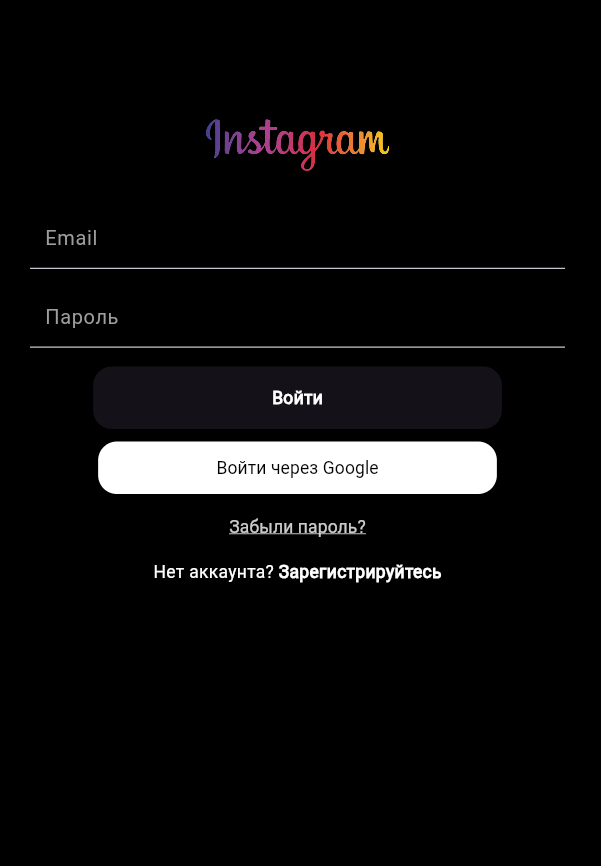 Instagram
Email
Пароль
Войти
Войти через Google
Забыли пароль?
Нет аккаунта? Зарегистрируйтесь